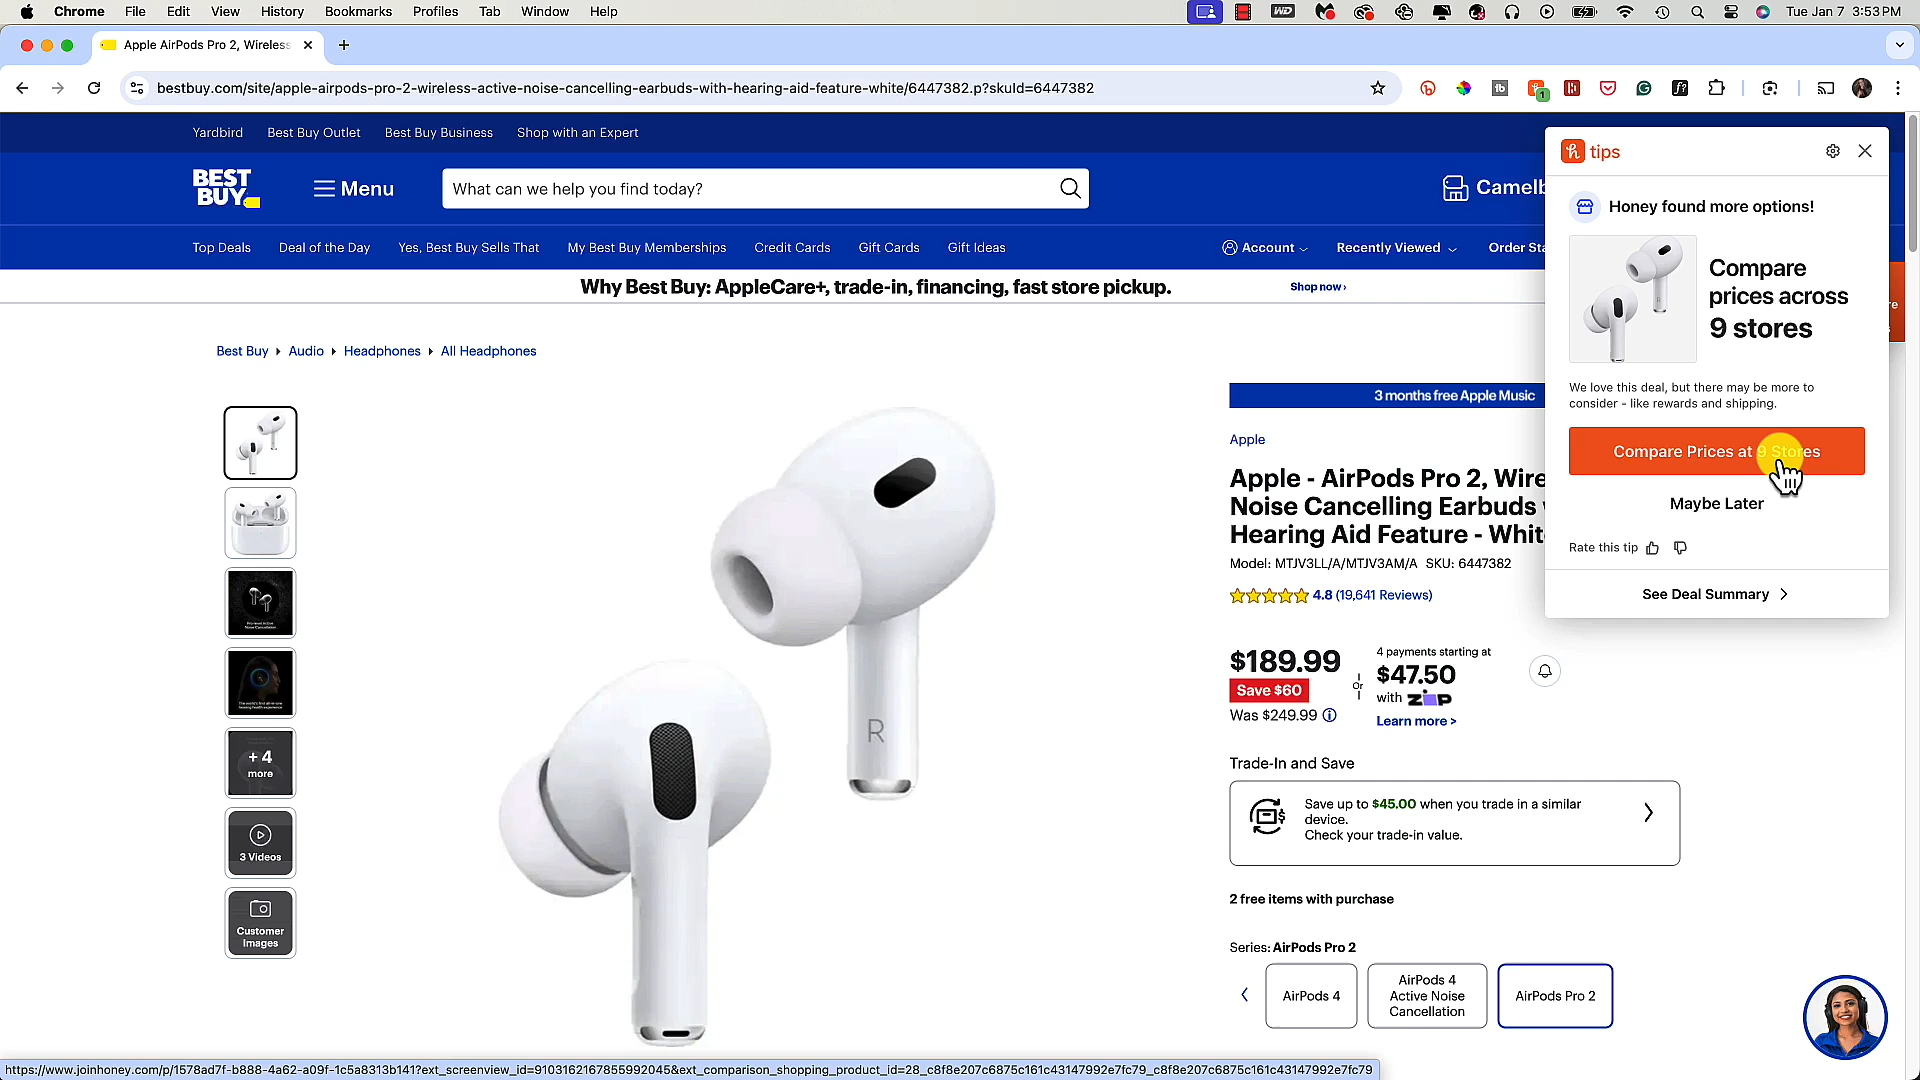 Chrome File Edit View History Bookmarks Profiles Tab Window Help
WD
Tue Jan 7 3:53 PM
Apple AirPods Pro 2, Wireless
bestbuy.com/site/apple-airpods-pro-2-wireless-active-noise-cancelling-earbuds-with-hearing-aid-feature-white/6447382.p?skuId=6447382
Yardbird Best Buy Outlet Best Buy Business Shop with an Expert
BEST BUY
Menu
What can we help you find today?
Camelb
Top Deals Deal of the Day Yes, Best Buy Sells That My Best Buy Memberships Credit Cards Gift Cards Gift Ideas
Account Recently Viewed Order Sta
Why Best Buy: AppleCare+, trade-in, financing, fast store pickup.
Shop now›
Best Buy Audio Headphones All Headphones
+ 4
more
3 Videos
Customer
Images
R
3 months free Apple Music
Apple
Apple - AirPods Pro 2, Wire
Noise Cancelling Earbuds
Hearing Aid Feature - Whit
Model: MTJV3LL/A/MTJV3AM/A SKU: 6447382
4.8 (19,641 Reviews)
$189.99
Save $60
Was $249.99
Or
4 payments starting at
$47.50
with ZIP
Learn more >
Trade-In and Save
Save up to $45.00 when you trade in a similar
device.
Check your trade-in value.
2 free items with purchase
Series: AirPods Pro 2
AirPods 4
AirPods 4
Active Noise
Cancellation
AirPods Pro 2
h tips
Honey found more options!
Compare
prices across
9 stores
We love this deal, but there may be more to
consider - like rewards and shipping.
Compare Prices at 9 Stores
Maybe Later
Rate this tip
See Deal Summary
https://www.joinhoney.com/p/1578ad7f-b888-4a62-a09f-1c5a8313b141?ext_screenview_id=9103162167855992045&ext_comparison_shopping_product_id=28_c8f8e207c6875c161c43147992e7fc79_c8f8e207c6875c161c43147992e7fc79